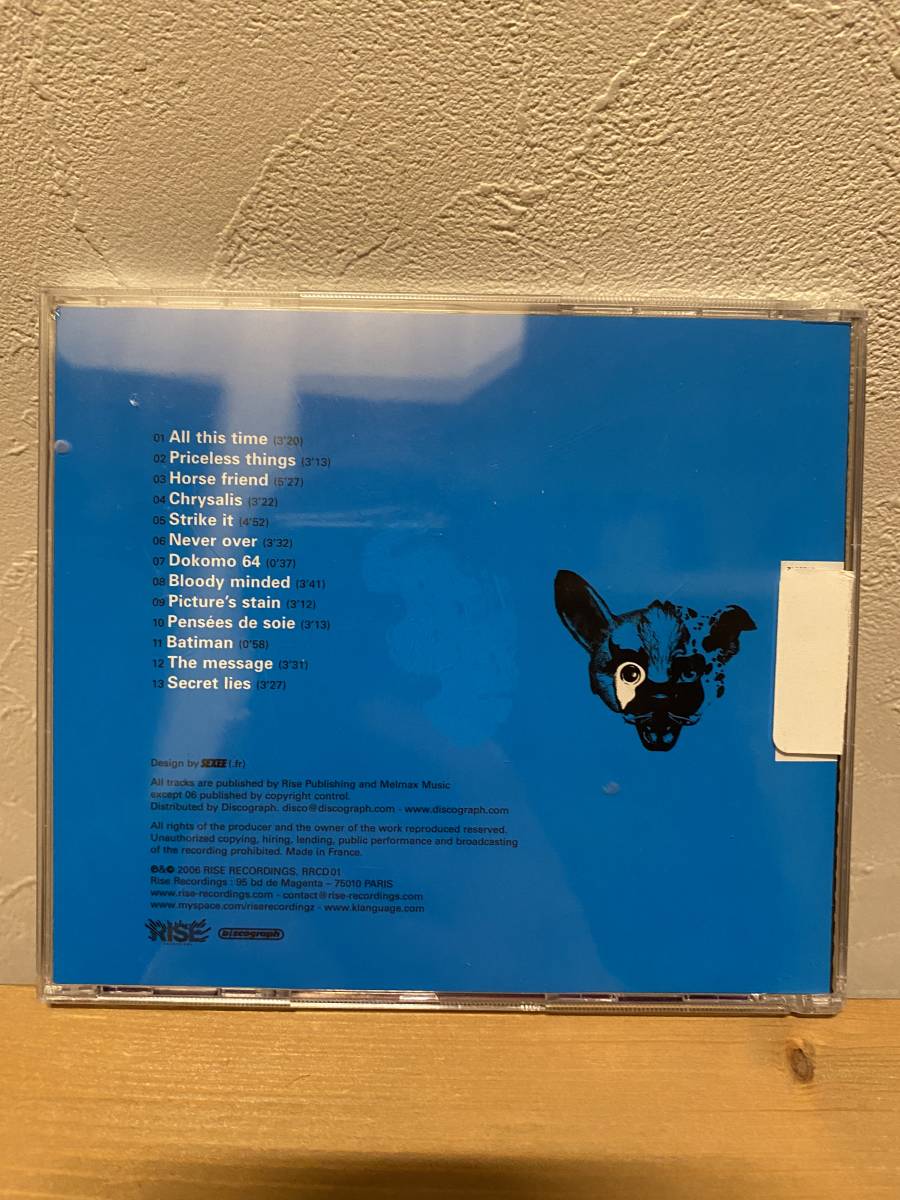 01 All this time (3'20)
02 Priceless things (3'13)
03 Horse friend (5'27)
04 Chrysalis (3'22)
05 Strike it (4'52)
06 Never over (3'32)
07 Dokomo 64 (0'37)
08 Bloody minded (3'41)
09 Picture's stain (3'12)
10 Pensées de soie (3'13)
11 Batiman (0'58)
12 The message (3'31)
13 Secret lies (3'27)
Design by (.fr)
All tracks are published by Rise Publishing and Melmax Music
except 06 published by copyright control.
Distributed by Discograph. disco@discograph.com - www.discograph.com
All rights of the producer and the owner of the work reproduced reserved.
Unauthorized copying, hiring, lending, public performance and broadcasting
of the recording prohibited. Made in France.
℗&© 2006 RISE RECORDINGS. RRCD01
Rise Recordings : 95 bd de Magenta – 75010 PARIS
www.rise-recordings.com - contact@rise-recordings.com
www.myspace.com/riserecordingz - www.klanguage.com
RISE Discograph